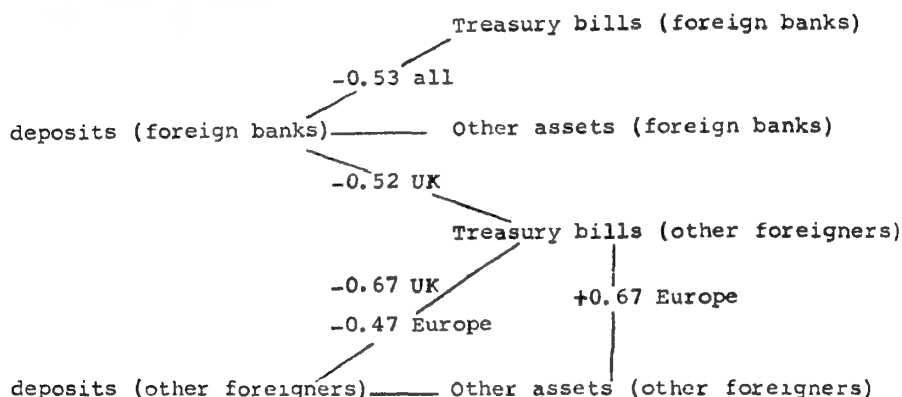 Treasury bills (foreign banks)
-0.53 all
deposits (foreign banks) Other assets (foreign banks)
-0.52 UK
Treasury bills (other foreigners)
-0.67 UK
+0.67 Europe
-0.47 Europe
deposits (other foreigners) Other assets (other foreigners)